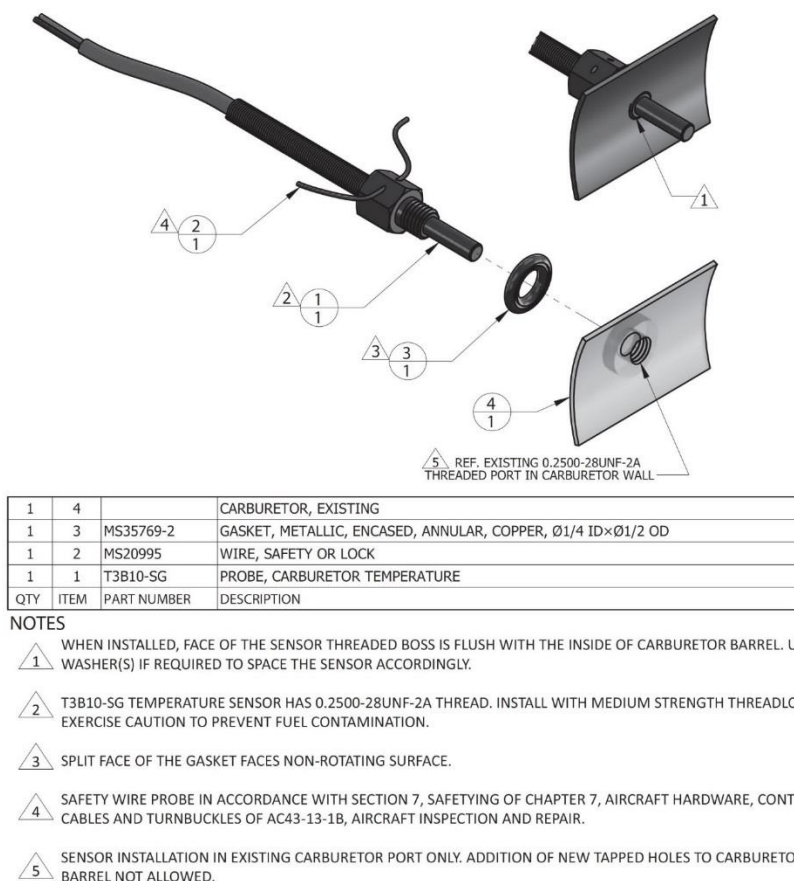 1
4 2
1
2 1
1
3 3
1
4
1
5 REF. EXISTING 0.2500-28UNF-2A
THREADED PORT IN CARBURETOR WALL
1 4 CARBURETOR, EXISTING
1 3 MS35769-2 GASKET, METALLIC, ENCASED, ANNULAR, COPPER, Ø1/4 ID×Ø1/2 OD
1 2 MS20995 WIRE, SAFETY OR LOCK
1 1 T3B10-SG PROBE, CARBURETOR TEMPERATURE
QTY ITEM PART NUMBER DESCRIPTION
NOTES
1 WHEN INSTALLED, FACE OF THE SENSOR THREADED BOSS IS FLUSH WITH THE INSIDE OF CARBURETOR BARREL.
WASHER(S) IF REQUIRED TO SPACE THE SENSOR ACCORDINGLY.
2 T3B10-SG TEMPERATURE SENSOR HAS 0.2500-28UNF-2A THREAD. INSTALL WITH MEDIUM STRENGTH
EXERCISE CAUTION TO PREVENT FUEL CONTAMINATION.
3 SPLIT FACE OF THE GASKET FACES NON-ROTATING SURFACE.
4 SAFETY WIRE PROBE IN ACCORDANCE WITH SECTION 7, SAFETYING OF CHAPTER 7, AIRCRAFT HARDWARE,
CABLES AND TURNBUCKLES OF AC43-13-1B, AIRCRAFT INSPECTION AND REPAIR.
5 SENSOR INSTALLATION IN EXISTING CARBURETOR PORT ONLY. ADDITION OF NEW TAPPED HOLES TO
BARREL NOT ALLOWED.